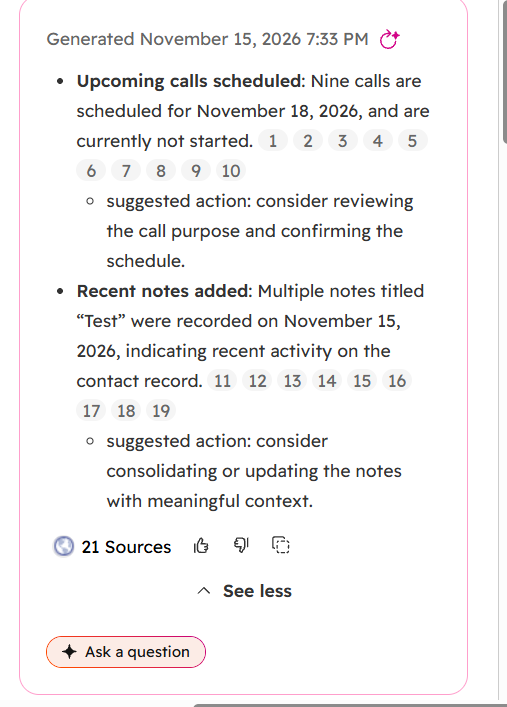 Generated November 15, 2026 7:33 PM
• Upcoming calls scheduled: Nine calls are
scheduled for November 18, 2026, and are
currently not started. 1 2 3 4 5
6 7 8 9 10
suggested action: consider reviewing
the call purpose and confirming the
schedule.
• Recent notes added: Multiple notes titled
“Test” were recorded on November 15,
2026, indicating recent activity on the
contact record. 11 12 13 14 15 16
17 18 19
suggested action: consider
consolidating or updating the notes
with meaningful context.
21 Sources
See less
Ask a question